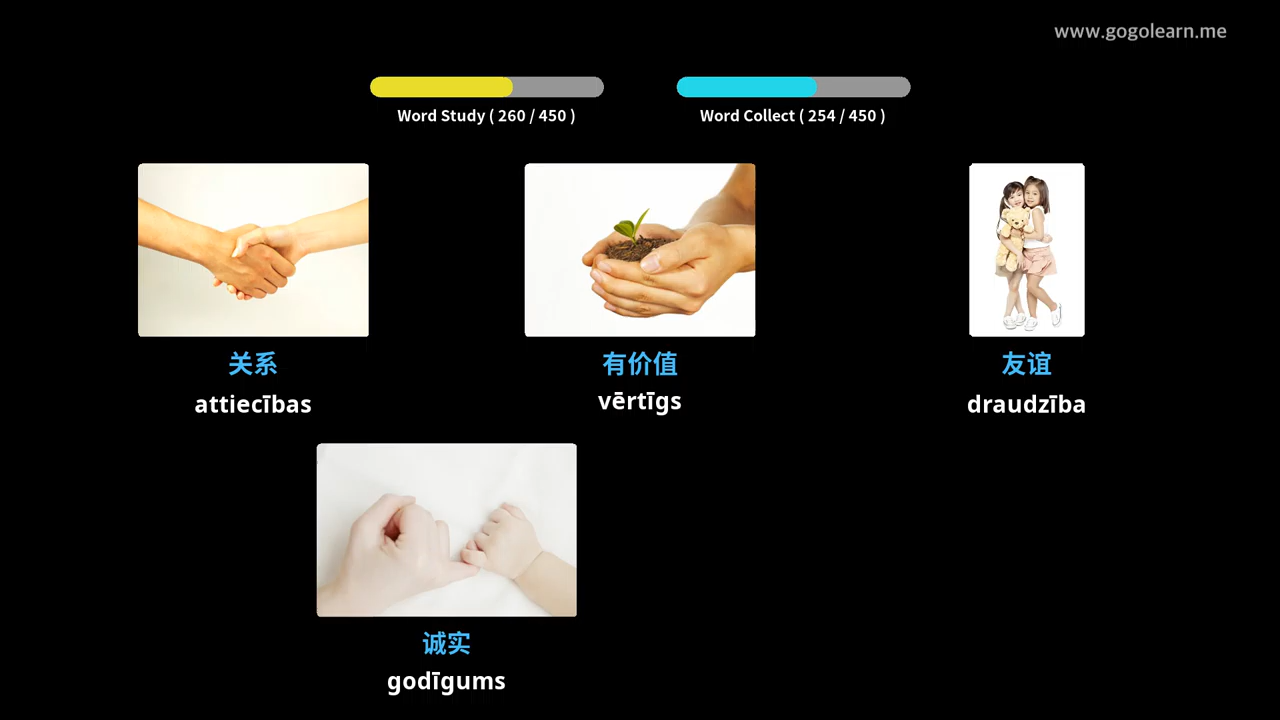 www.gogolearn.me
Word Study ( 260 / 450 )
Word Collect ( 254 / 450 )
关系
有价值
友谊
attiecības
vērtīgs
draudzība
诚实
godīgums